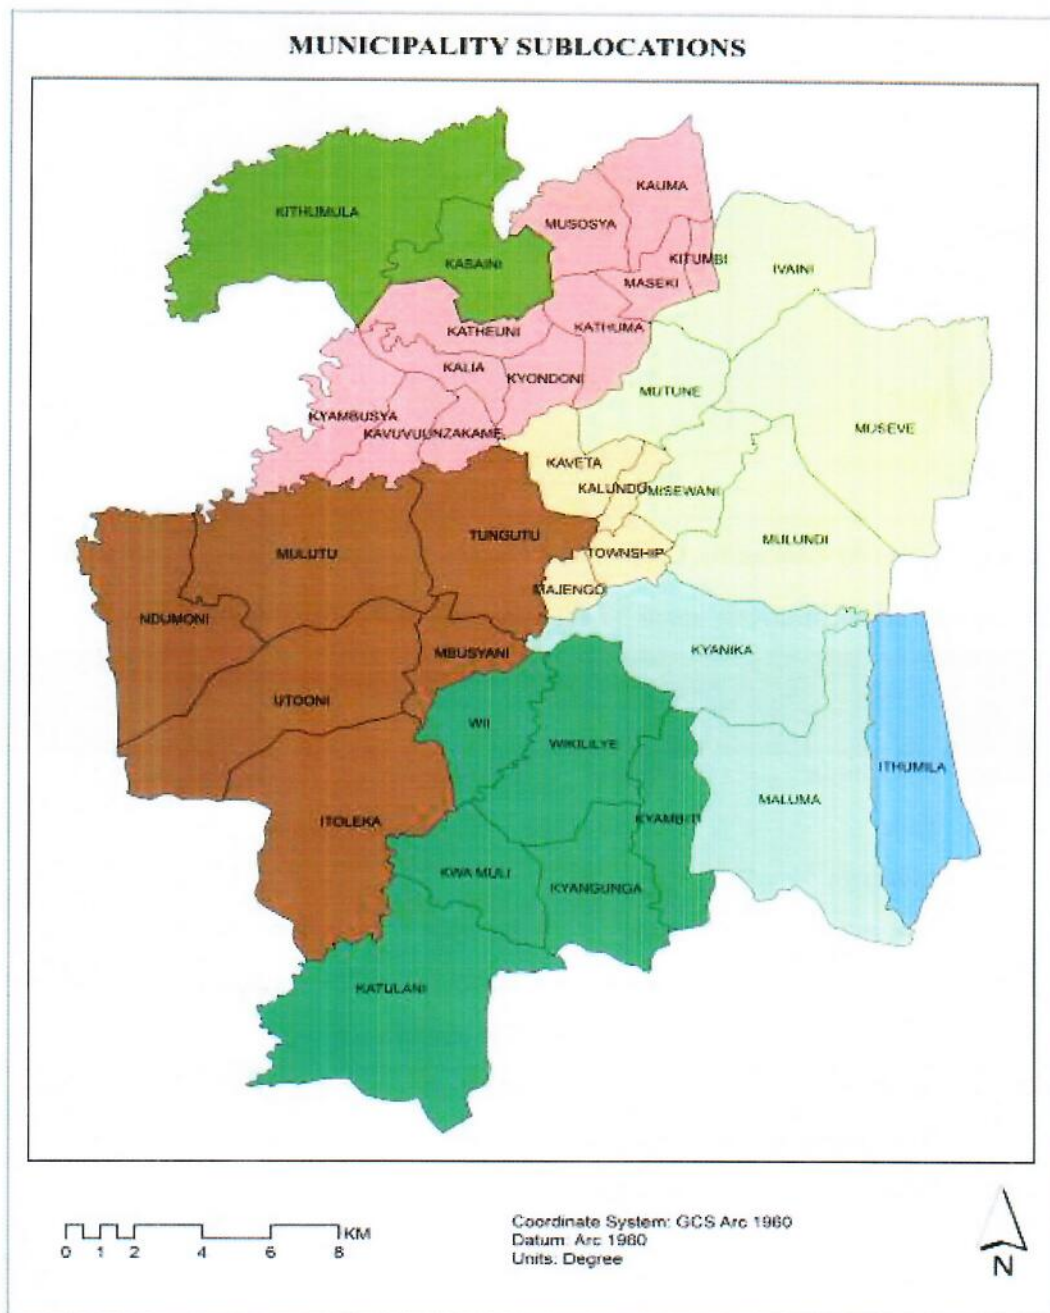 MUNICIPALITY SUBLOCATIONS
KAUMA
KITHUMULA
MUSOSYA
KITUMBI
KASAINI
IVAINI
MASEKI
KATHEUNI
KATHUMA
KALIA
KYONDONI
MUTUNE
KYAMBUSYA
MUSEVE
KAVUVUU
NZAKAME
KAVETA
KALUNDU
MISEWANI
TUNGUTU
MULUNDI
MULUTU
TOWNSHIP
MAJENGO
NDUMONI
MBUSYANI
KYANIKA
UTOONI
WII
WIKILILYE
ITHUMILA
MALUMA
ITOLEKA
KYAMBITI
KWA MULI
KYANGUNGA
KATULANI
KM
0 1 2 4 6 8
Coordinate System: GCS Arc 1960
Datum: Arc 1960
Units: Degree
N